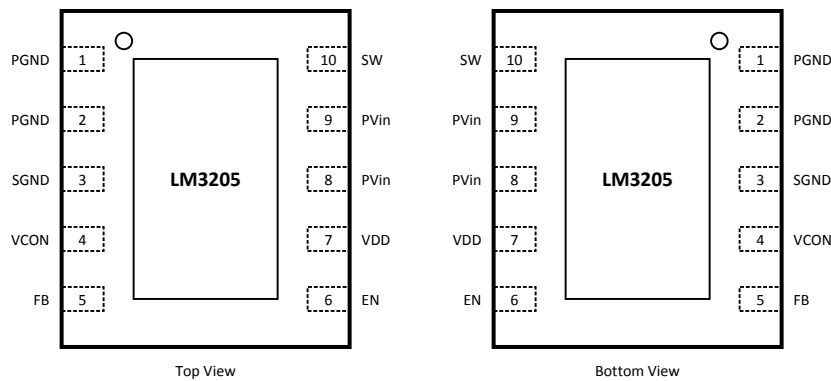 PGND 1 10 SW
PGND 2 9 PVin
SGND 3 8 PVin
LM3205
VCON 4 7 VDD
FB 5 6 EN
Top View
SW 10 1 PGND
PVin 9 2 PGND
PVin 8 3 SGND
LM3205
VDD 7 4 VCON
EN 6 5 FB
Bottom View